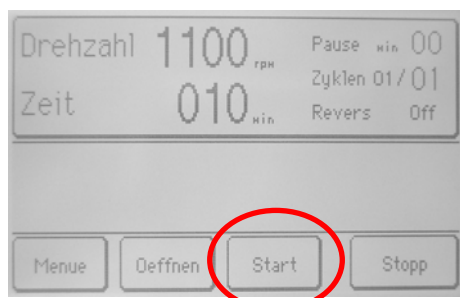 Drehzahl 1100 rpm Pause min 00
Zyklen 01/01
Zeit 010 min Revers Off
Menue Oeffnen Start Stopp